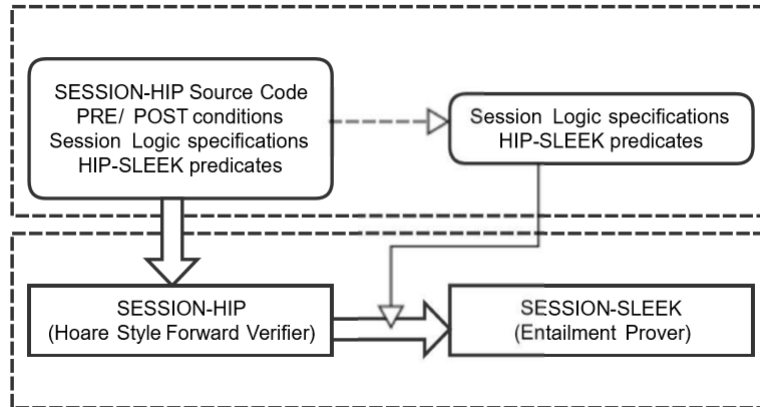 SESSION-HIP Source Code
PRE/ POST conditions
Session Logic specifications
HIP-SLEEK predicates
Session Logic specifications
HIP-SLEEK predicates
SESSION-HIP
(Hoare Style Forward Verifier)
SESSION-SLEEK
(Entailment Prover)